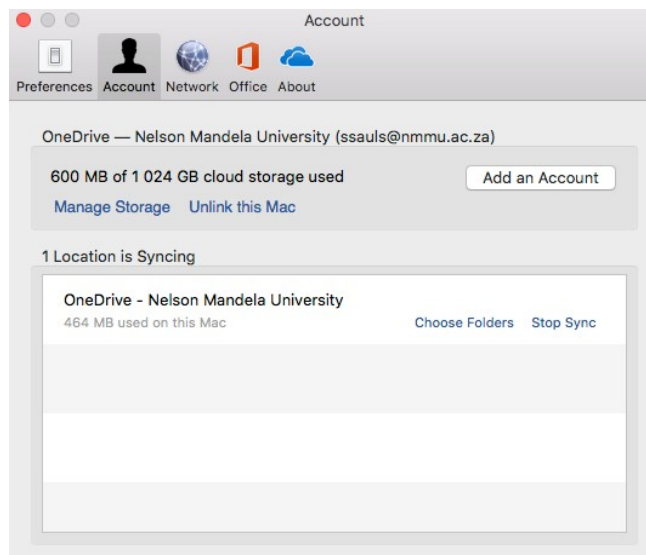 Account
Preferences Account Network Office About
OneDrive — Nelson Mandela University (ssauls@nmmu.ac.za)
600 MB of 1 024 GB cloud storage used Add an Account
Manage Storage Unlink this Mac
1 Location is Syncing
OneDrive - Nelson Mandela University
464 MB used on this Mac Choose Folders Stop Sync